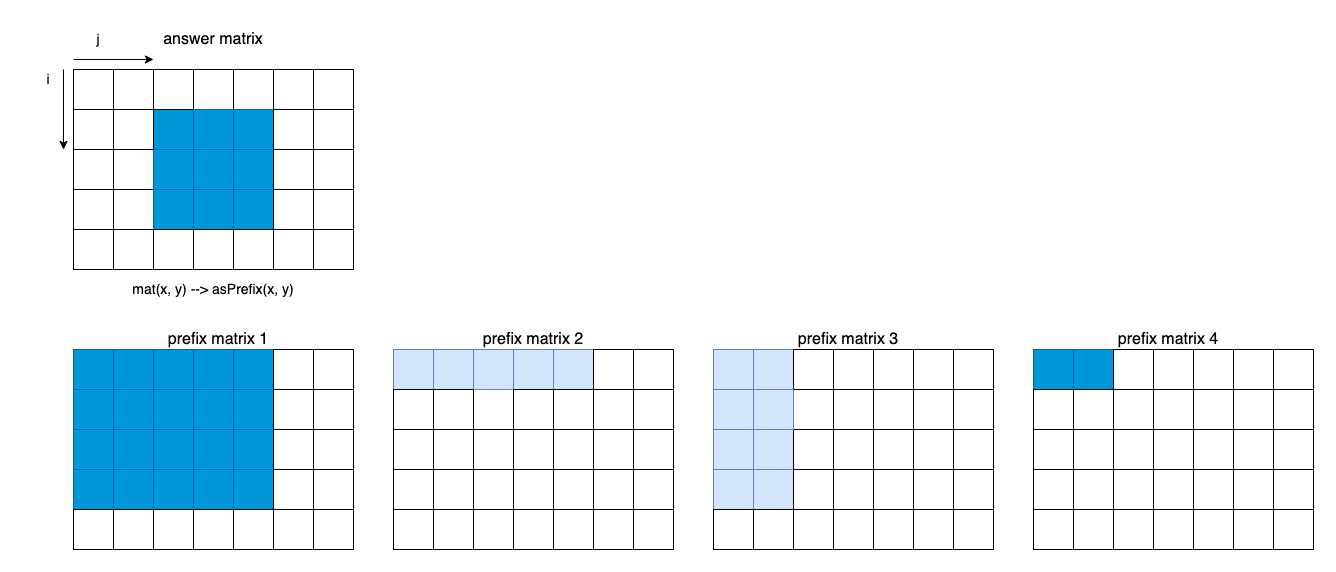 j
answer matrix
i
mat(x, y) --> asPrefix(x, y)
prefix matrix 1
prefix matrix 2
prefix matrix 3
prefix matrix 4